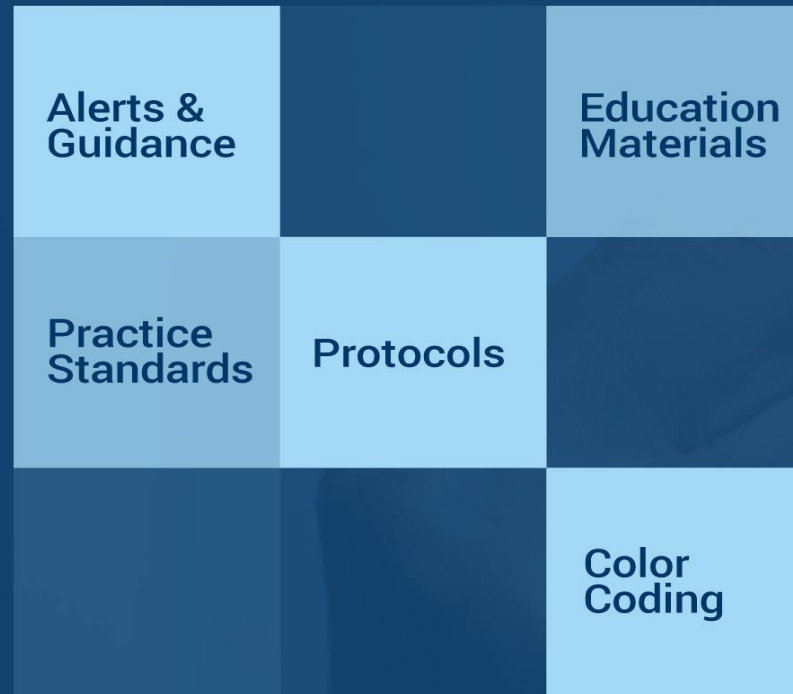 Alerts &
Guidance
Education
Materials
Practice
Standards
Protocols
Color
Coding